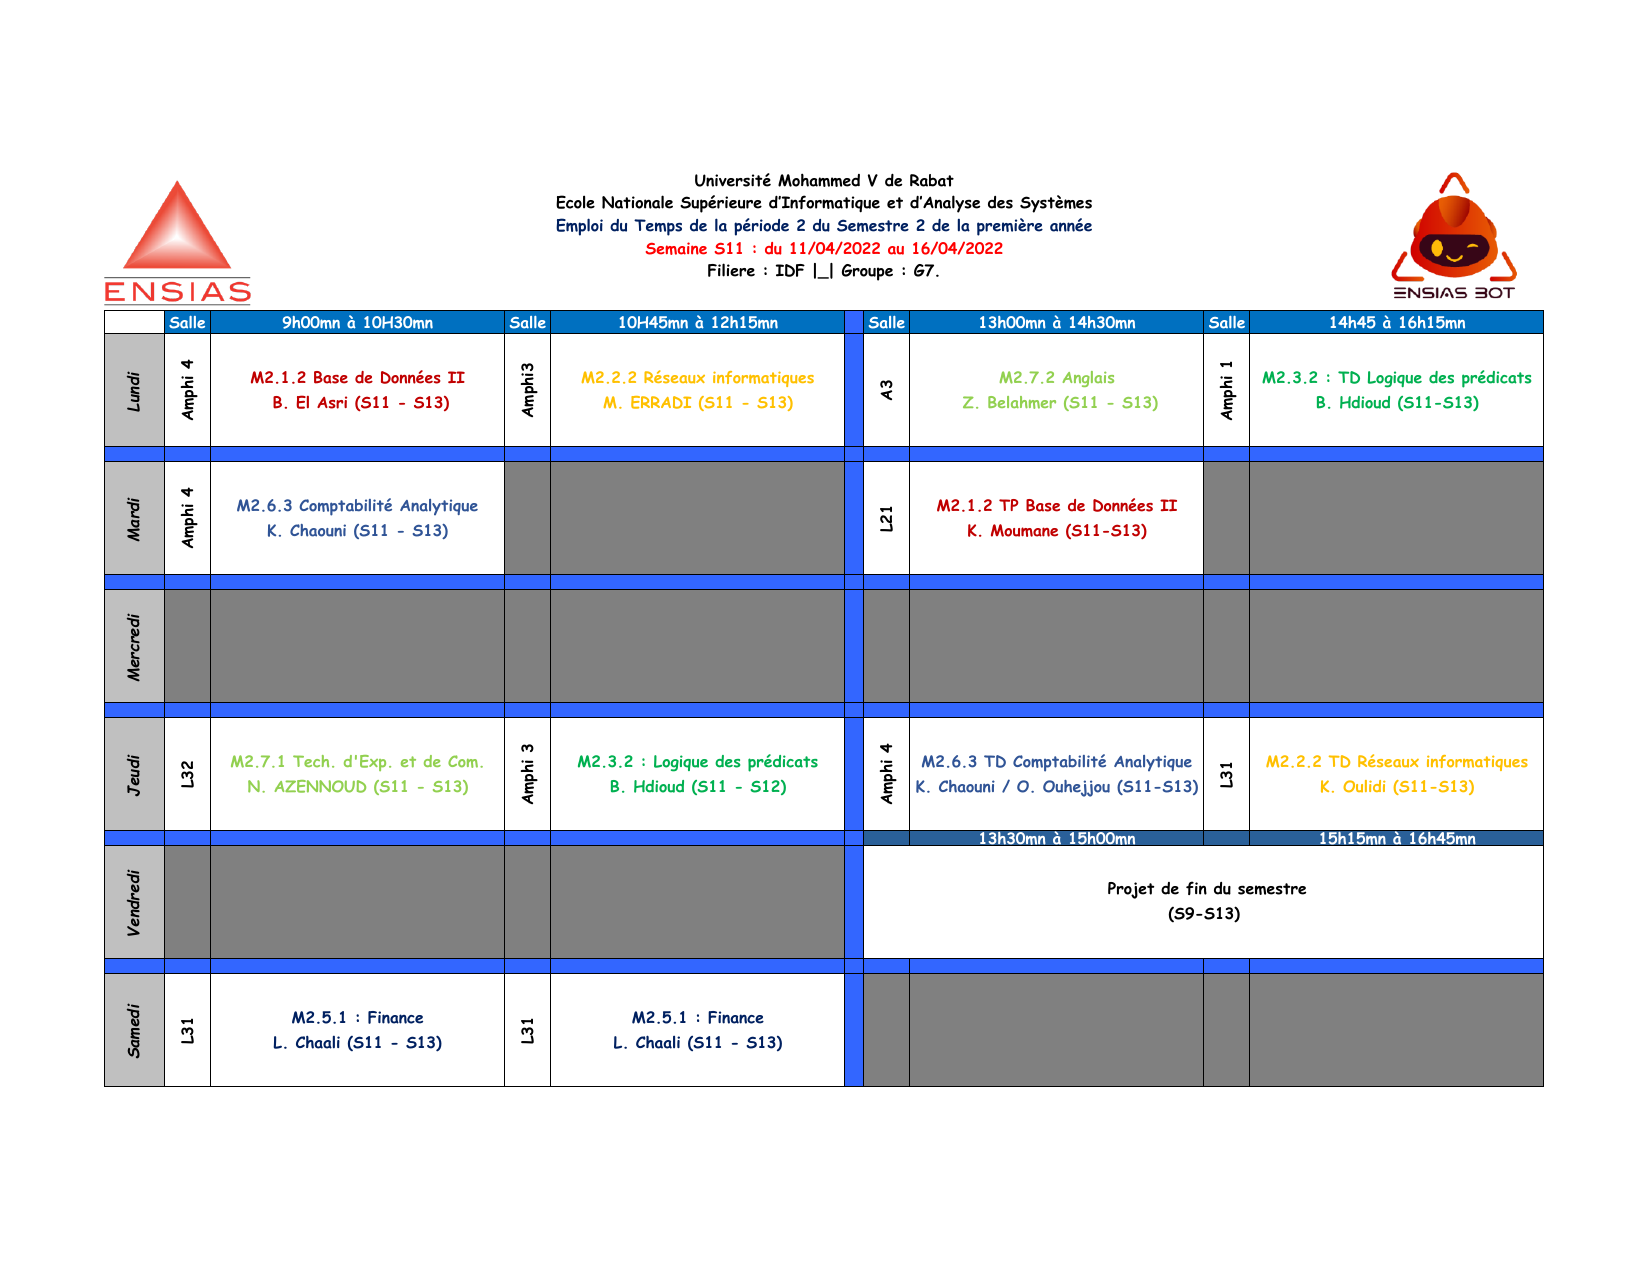 Université Mohammed V de Rabat
Ecole Nationale Supérieure d’Informatique et d’Analyse des Systèmes
Emploi du Temps de la période 2 du Semestre 2 de la première année
Semaine S11 : du 11/04/2022 au 16/04/2022
Filiere : IDF |_| Groupe : G7.
ENSIAS
ENSIAS BOT
Salle 9h00mn à 10H30mn Salle 10H45mn à 12h15mn Salle 13h00mn à 14h30mn Salle 14h45 à 16h15mn
Lundi
Amphi 4
M2.1.2 Base de Données II
B. El Asri (S11 - S13)
Amphi3
M2.2.2 Réseaux informatiques
M. ERRADI (S11 - S13)
A3
M2.7.2 Anglais
Z. Belahmer (S11 - S13)
Amphi 1
M2.3.2 : TD Logique des prédicats
B. Hdioud (S11-S13)
Mardi
Amphi 4
M2.6.3 Comptabilité Analytique
K. Chaouni (S11 - S13)
L21
M2.1.2 TP Base de Données II
K. Moumane (S11-S13)
Mercredi
Jeudi
L32
M2.7.1 Tech. d'Exp. et de Com.
N. AZENNOUD (S11 - S13)
Amphi 3
M2.3.2 : Logique des prédicats
B. Hdioud (S11 - S12)
Amphi 4
M2.6.3 TD Comptabilité Analytique
K. Chaouni / O. Ouhejjou (S11-S13)
L31
M2.2.2 TD Réseaux informatiques
K. Oulidi (S11-S13)
13h30mn à 15h00mn 15h15mn à 16h45mn
Vendredi
Projet de fin du semestre
(S9-S13)
Samedi
L31
M2.5.1 : Finance
L. Chaali (S11 - S13)
L31
M2.5.1 : Finance
L. Chaali (S11 - S13)